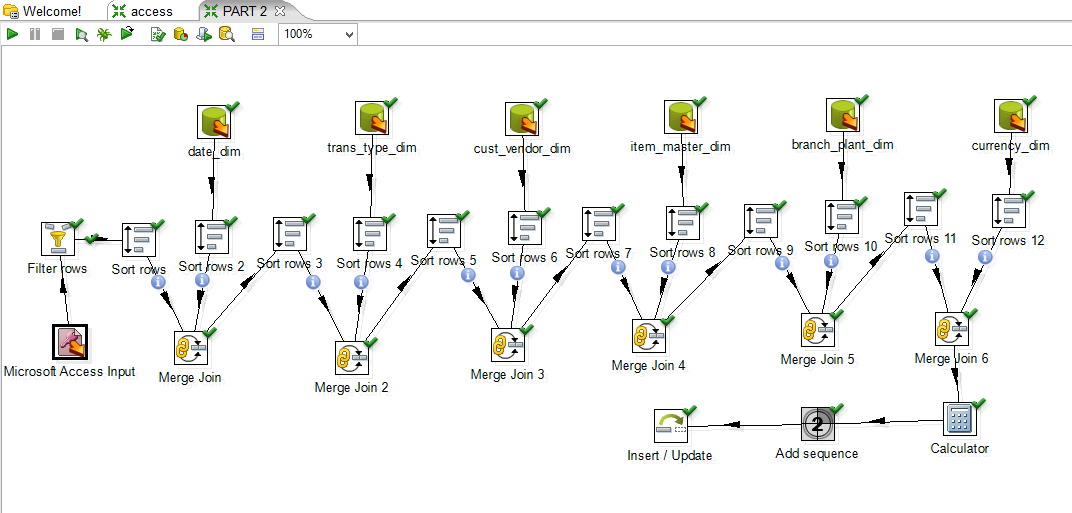 Welcome!
access
PART 2
100%
date_dim
trans_type_dim
cust_vendor_dim
item_master_dim
branch_plant_dim
currency_dim
Filter rows
Sort rows
Sort rows 2
Sort rows 3
Sort rows 4
Sort rows 5
Sort rows 6
Sort rows 7
Sort rows 8
Sort rows 9
Sort rows 10
Sort rows 11
Sort rows 12
Microsoft Access Input
Merge Join
Merge Join 2
Merge Join 3
Merge Join 4
Merge Join 5
Merge Join 6
2
Insert / Update
Add sequence
Calculator